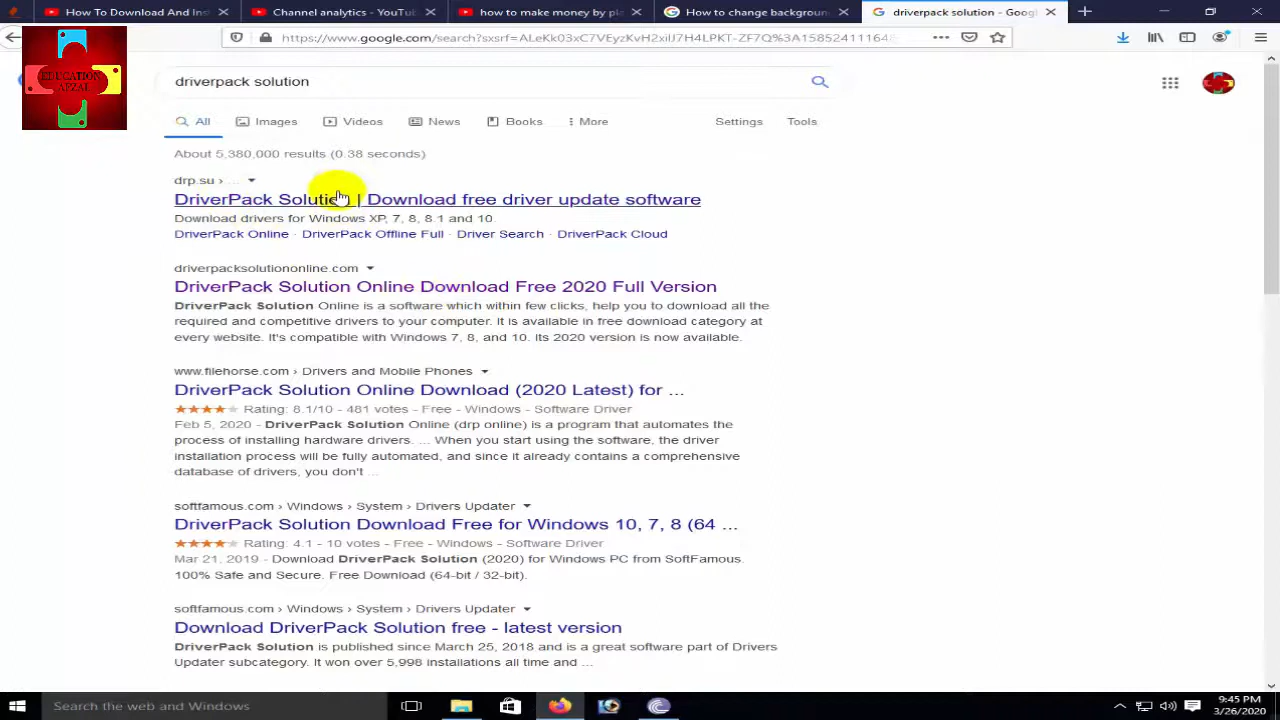 How To Download And Inst
Channel analytics - YouTub
how to make money by pl
How to change background
driverpack solution - Goog
https://www.google.com/search?sxsrf=ALeKk03xC7VEyzKvH2xiIJ7H4LPKT-ZF7Q%3A15852411164
EDUCATION
AFZAL
driverpack solution
All
Images
Videos
News
Books
More
Settings
Tools
About 5,380,000 results (0.38 seconds)
drp.su › ...
DriverPack Solution | Download free driver update software
Download drivers for Windows XP, 7, 8, 8.1 and 10.
DriverPack Online · DriverPack Offline Full · Driver Search · DriverPack Cloud
driverpacksolutiononline.com
DriverPack Solution Online Download Free 2020 Full Version
DriverPack Solution Online is a software which within few clicks, help you to download all the
required and competitive drivers to your computer. It is available in free download category at
every website. It's compatible with Windows 7, 8, and 10. Its 2020 version is now available.
www.filehorse.com › Drivers and Mobile Phones
DriverPack Solution Online Download (2020 Latest) for ...
Rating: 8.1/10 - 481 votes - Free - Windows - Software Driver
Feb 5, 2020 - DriverPack Solution Online (drp online) is a program that automates the
process of installing hardware drivers. ... When you start using the software, the driver
installation process will be fully automated, and since it already contains a comprehensive
database of drivers, you don't ...
softfamous.com › Windows › System › Drivers Updater
DriverPack Solution Download Free for Windows 10, 7, 8 (64 ...
Rating: 4.1 - 10 votes - Free - Windows - Software Driver
Mar 21, 2019 - Download DriverPack Solution (2020) for Windows PC from SoftFamous.
100% Safe and Secure. Free Download (64-bit / 32-bit).
softfamous.com › Windows › System › Drivers Updater
Download DriverPack Solution free - latest version
DriverPack Solution is published since March 25, 2018 and is a great software part of Drivers
Updater subcategory. It won over 5,998 installations all time and ...
Search the web and Windows
9:45 PM
3/26/2020